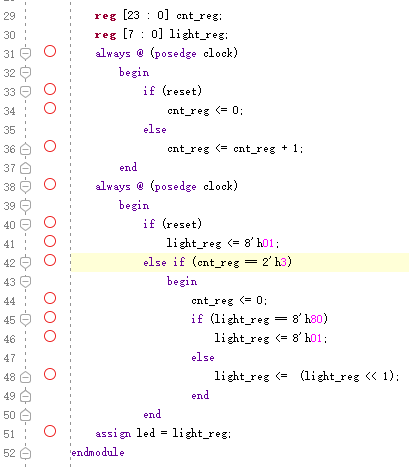 29 reg [23 : 0] cnt_reg;
30 reg [7 : 0] light_reg;
31 always @ (posedge clock)
32 begin
33 if (reset)
34 cnt_reg <= 0;
35 else
36 cnt_reg <= cnt_reg + 1;
37 end
38 always @ (posedge clock)
39 begin
40 if (reset)
41 light_reg <= 8'h01;
42 else if (cnt_reg == 2'h3)
43 begin
44 cnt_reg <= 0;
45 if (light_reg == 8'h80)
46 light_reg <= 8'h01;
47 else
48 light_reg <= (light_reg << 1);
49 end
50 end
51 assign led = light_reg;
52 endmodule